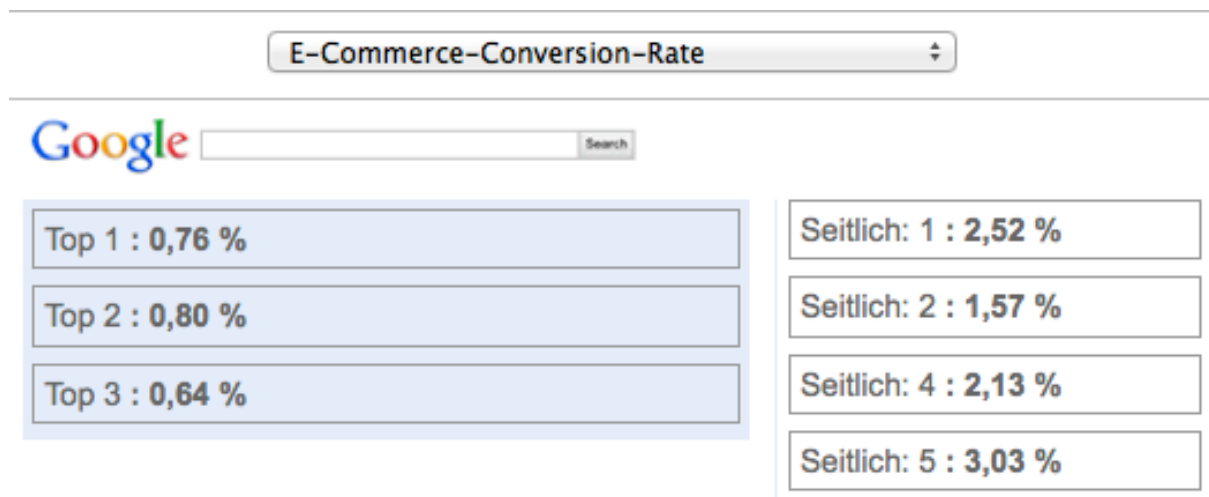 E-Commerce-Conversion-Rate
Google
Search
Top 1 : 0,76 %
Top 2 : 0,80 %
Top 3 : 0,64 %
Seitlich: 1 : 2,52 %
Seitlich: 2 : 1,57 %
Seitlich: 4 : 2,13 %
Seitlich: 5 : 3,03 %